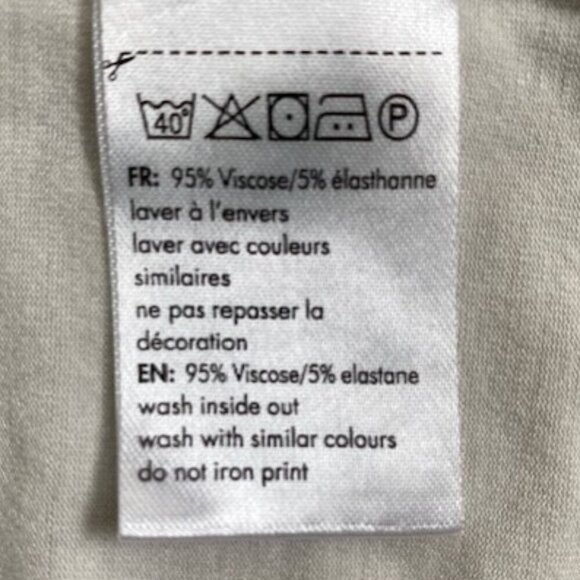 40°
P
FR: 95% Viscose/5% élasthanne
laver à l'envers
laver avec couleurs
similaires
ne pas repasser la
décoration
EN: 95% Viscose/5% elastane
wash inside out
wash with similar colours
do not iron print